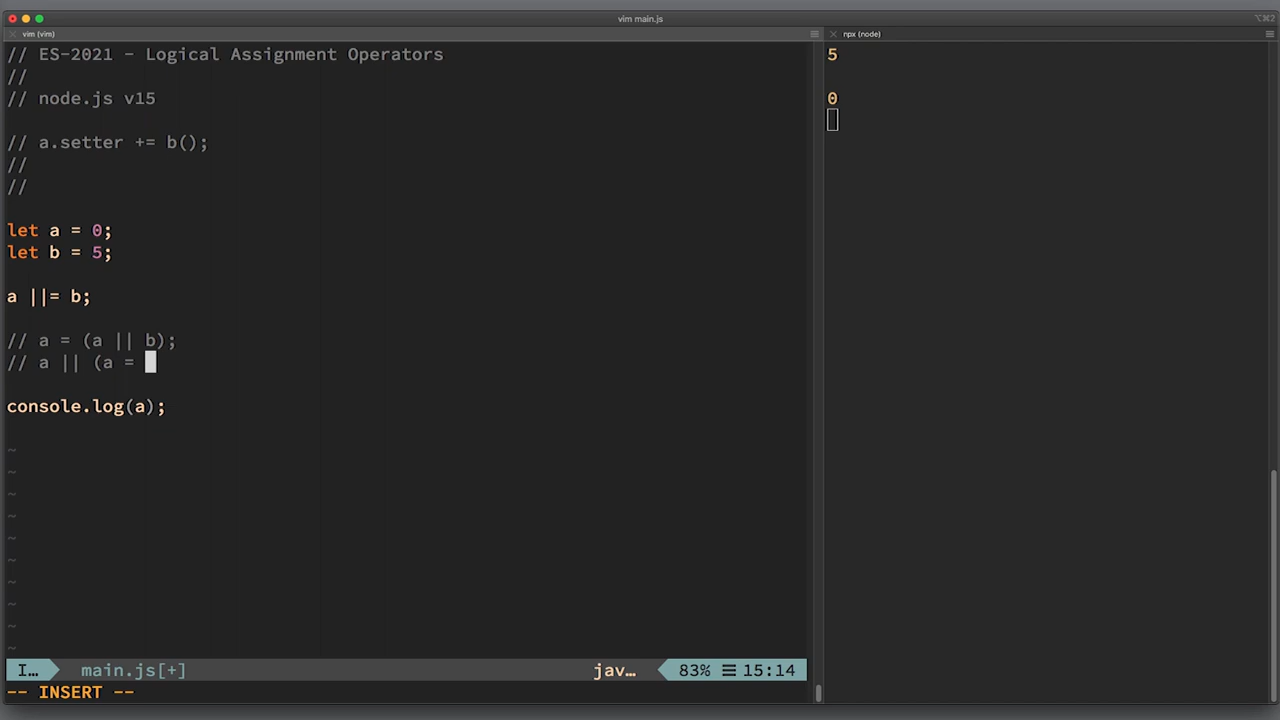 vim main.js
⌥⌘2
vim (vim)
npx (node)
// ES-2021 - Logical Assignment Operators
//
// node.js v15
// a.setter += b();
//
//
let a = 0;
let b = 5;
a ||= b;
// a = (a || b);
// a || (a =
console.log(a);
~
~
~
~
~
~
~
~
~
~
I… main.js[+] jav… 83% ☰ 15:14
-- INSERT --
5
0